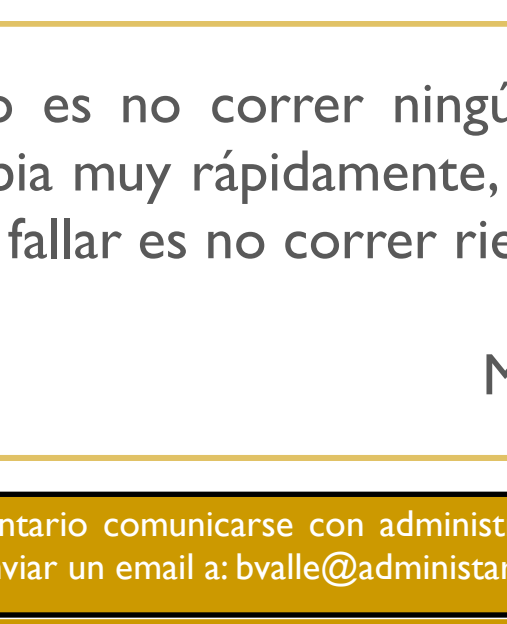 o es no correr ningú
bia muy rápidamente,
fallar es no correr rie
M
ntario comunicarse con administ
nviar un email a: bvalle@administar